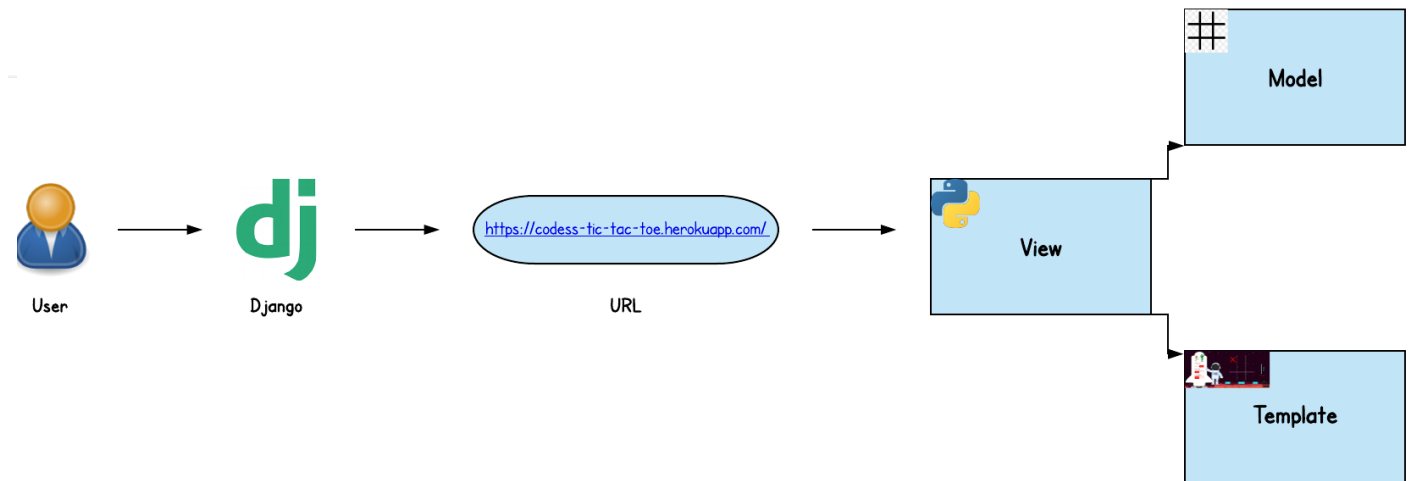 Model
dj
https://codess-tic-tac-toe.herokuapp.com/
View
User
Django
URL
Template